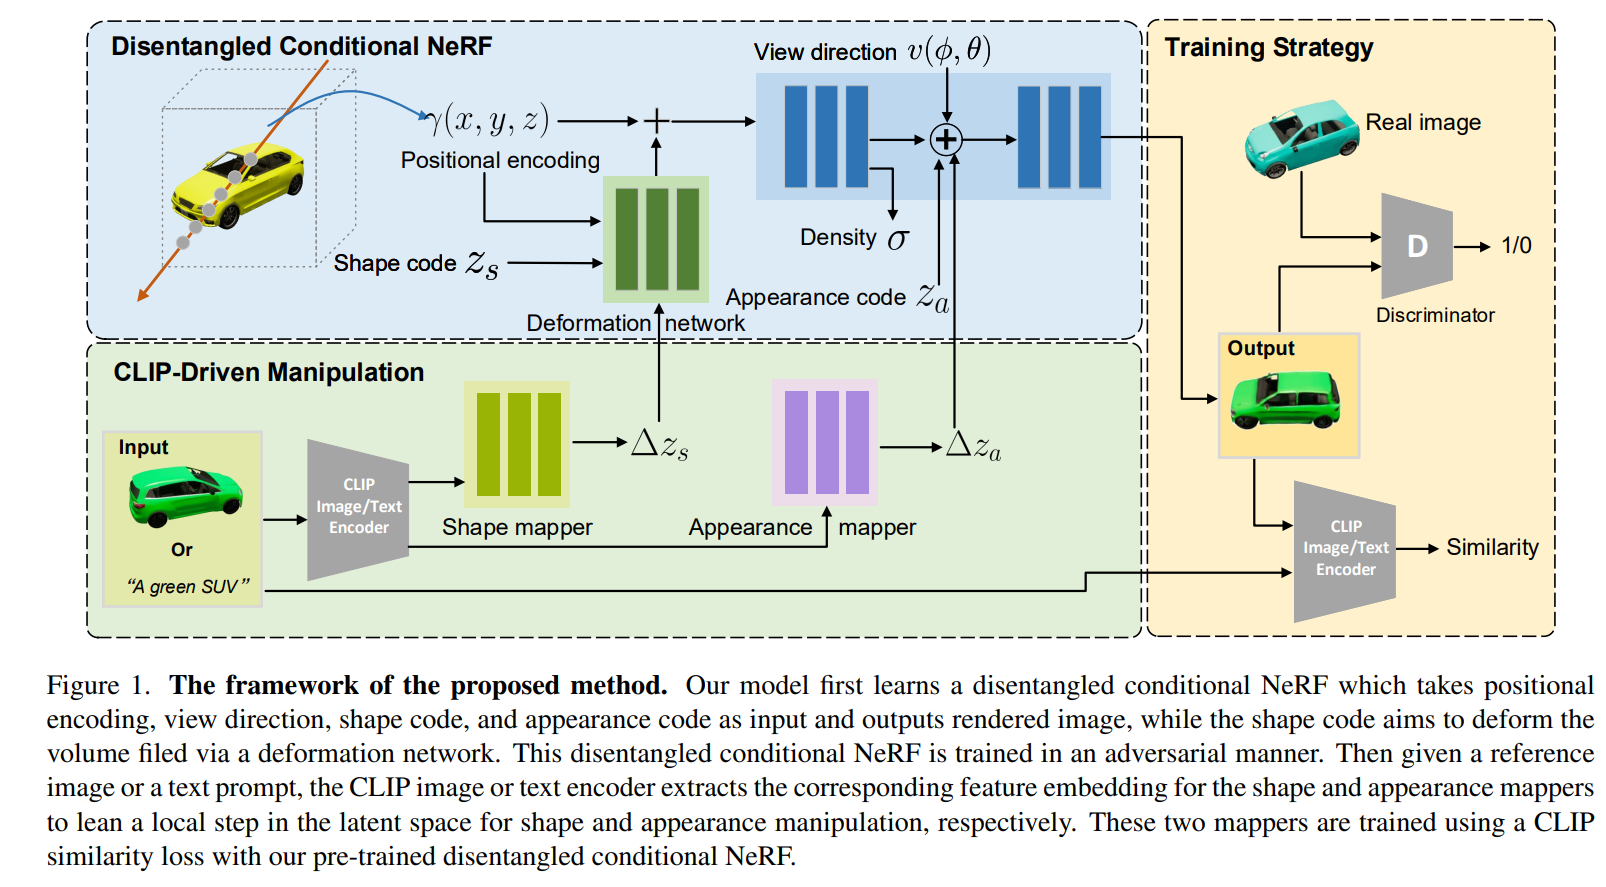 Disentangled Conditional NeRF
View direction v(ϕ, θ)
γ(x, y, z)
+
Positional encoding
+
Shape code z_s
Density σ
Appearance code z_a
Deformation network
CLIP-Driven Manipulation
Input
Or
“A green SUV”
CLIP
Image/Text
Encoder
Shape mapper
Δz_s
Appearance mapper
Δz_a
Training Strategy
Real image
D
1/0
Discriminator
Output
CLIP
Image/Text
Encoder
Similarity
Figure 1. The framework of the proposed method. Our model first learns a disentangled conditional NeRF which takes positional
encoding, view direction, shape code, and appearance code as input and outputs rendered image, while the shape code aims to deform the
volume filed via a deformation network. This disentangled conditional NeRF is trained in an adversarial manner. Then given a reference
image or a text prompt, the CLIP image or text encoder extracts the corresponding feature embedding for the shape and appearance mappers
to lean a local step in the latent space for shape and appearance manipulation, respectively. These two mappers are trained using a CLIP
similarity loss with our pre-trained disentangled conditional NeRF.